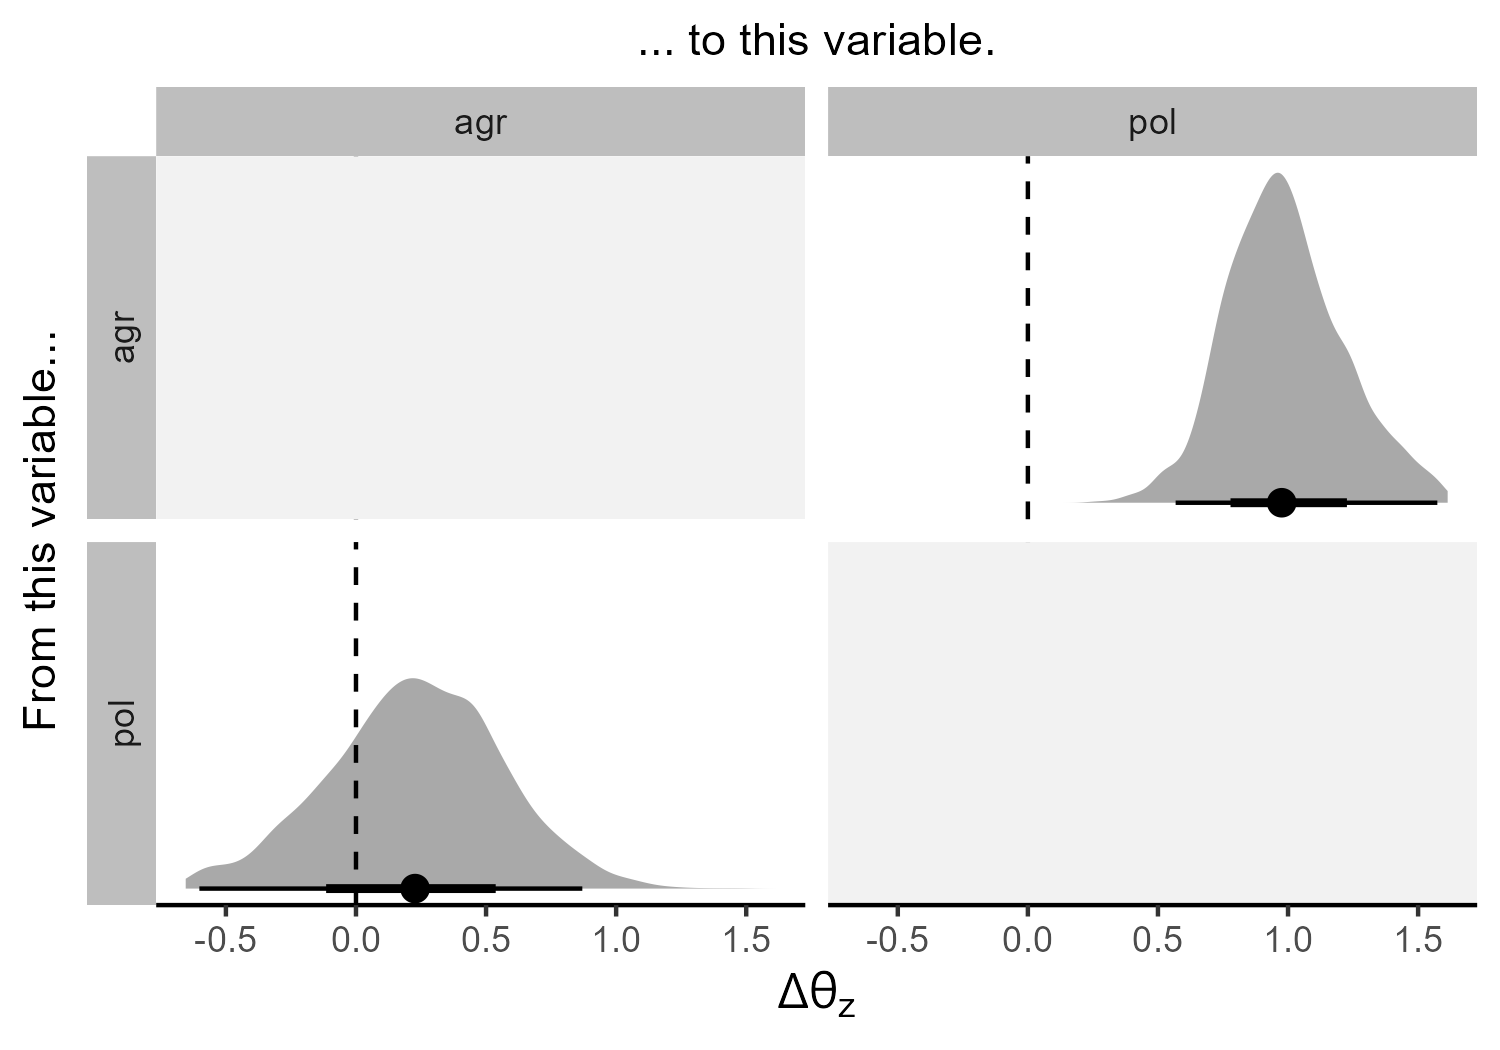 ... to this variable.
agr
pol
From this variable...
agr
pol
-0.5 0.0 0.5 1.0 1.5
-0.5 0.0 0.5 1.0 1.5
Δθz